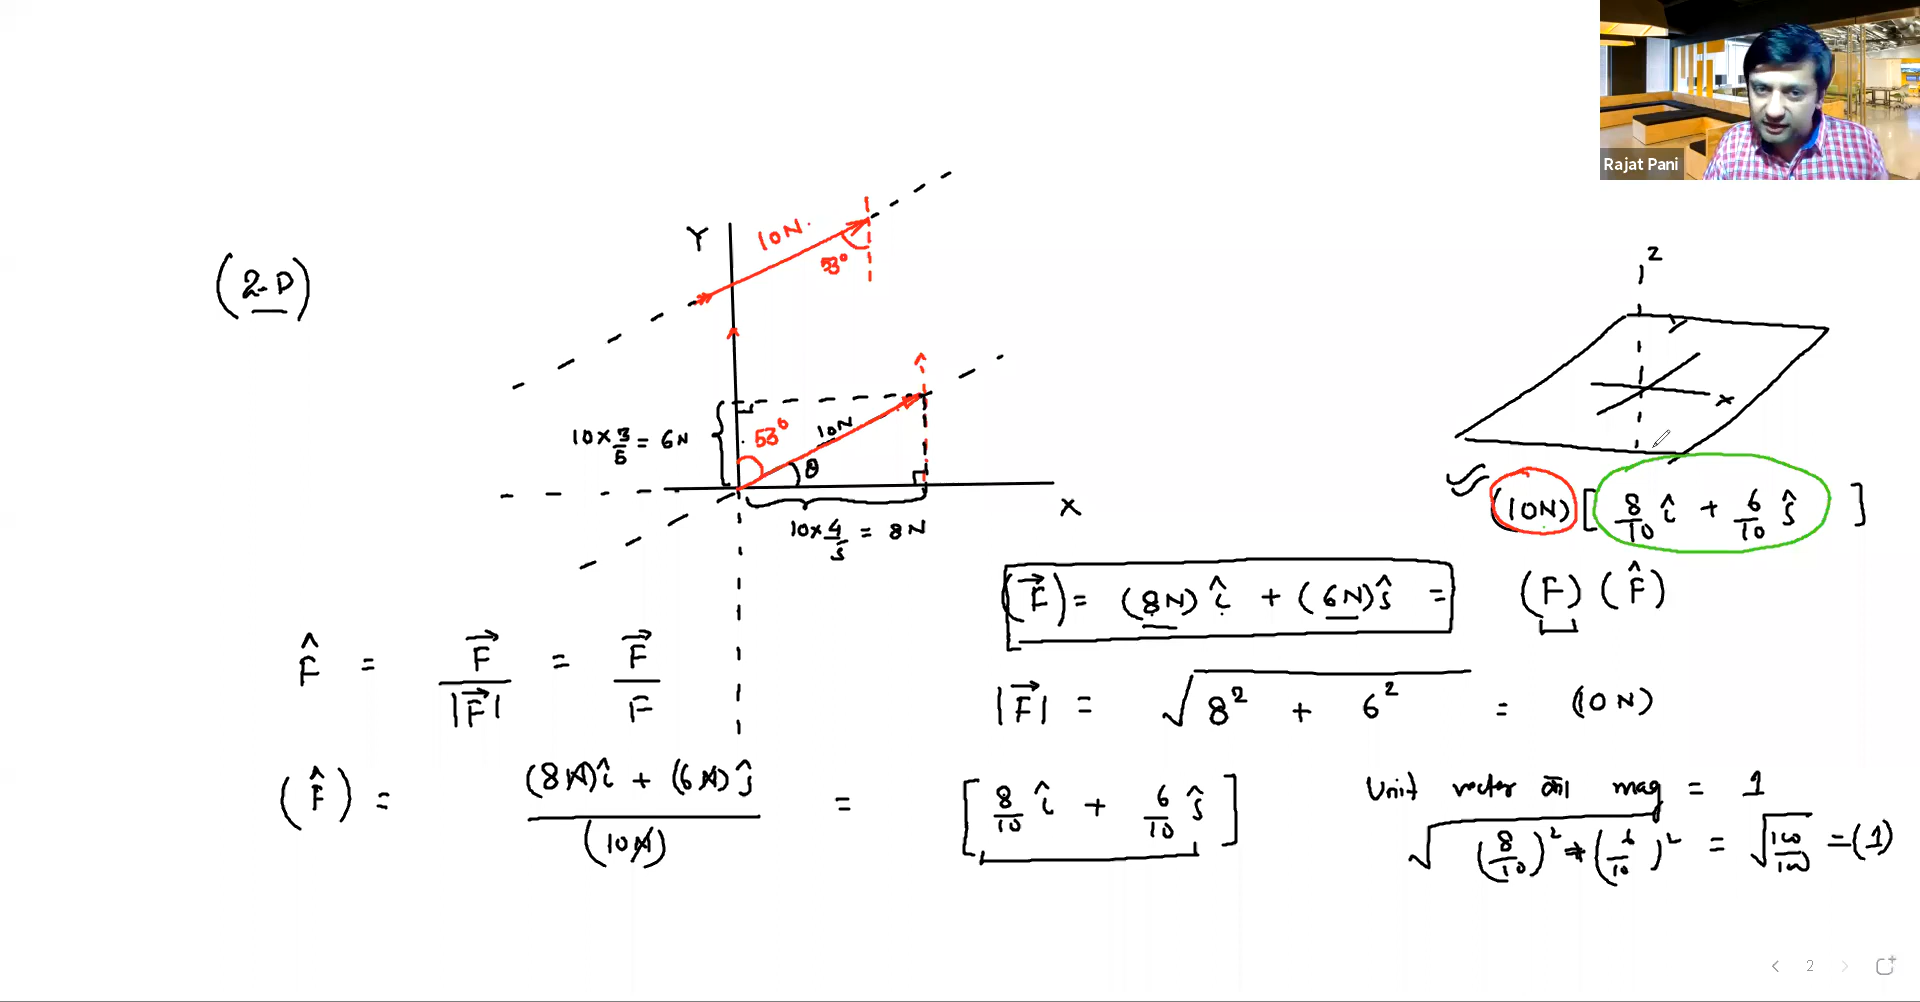 Rajat Pani
(2-D)
Y
10N.
53°
Z
Y
x
10 × 3/5 = 6N
53°
10N
θ
X
10 × 4/5 = 8N
(10N) [ 8/10 î + 6/10 ĵ ]
(F⃗) = (8N) î + (6N) ĵ = (F) (F̂)
F̂ = F⃗ / |F⃗| = F⃗ / F
|F⃗| = √(8² + 6²) = (10N)
(F̂) = (8N)î + (6N)ĵ / (10N) = [ 8/10 î + 6/10 ĵ ]
Unit vector का mag = 1
√((8/10)² + (6/10)²) = √(100/100) = (1)
2